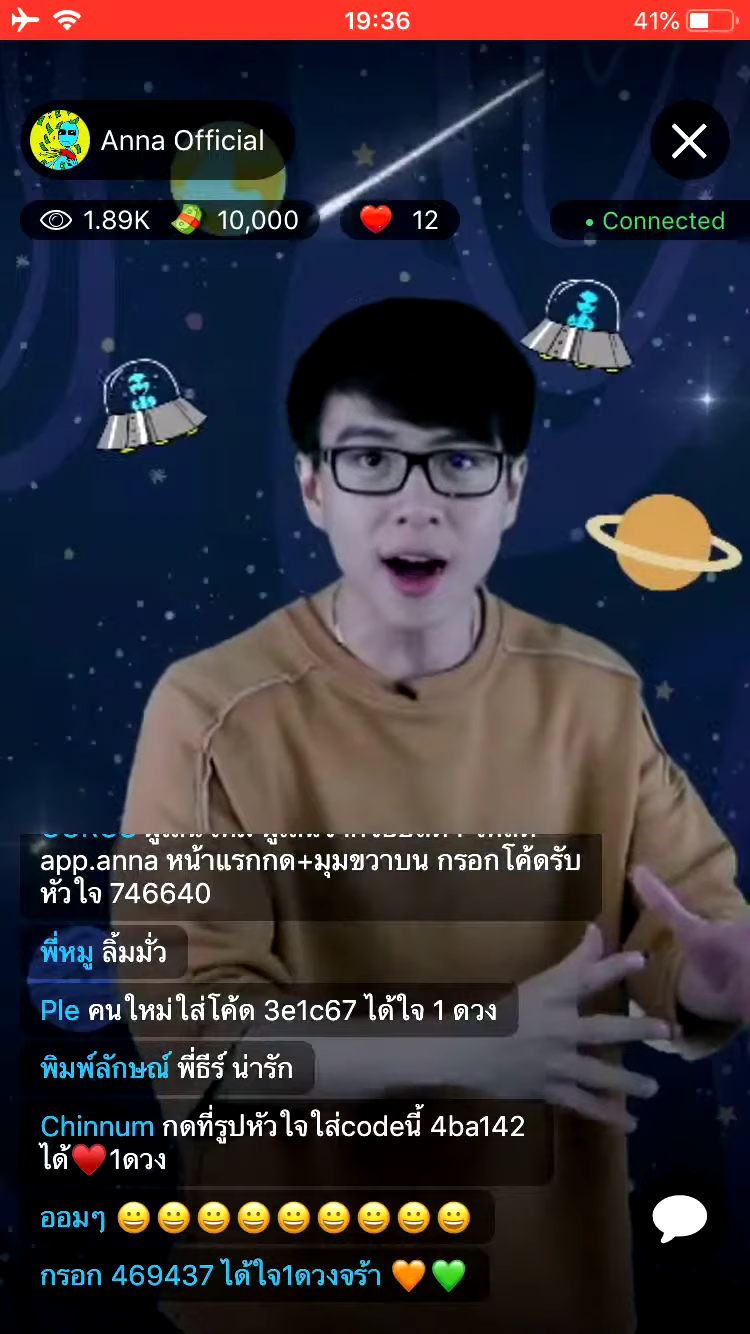 19:36
41%
Anna Official
1.89K 10,000 12
• Connected
app.anna หน้าแรกกด+มุมขวาบน กรอกโค้ดรับ
หัวใจ 746640
พี่หมู ลิ้มมั่ว
Ple คนใหม่ใส่โค้ด 3e1c67 ได้ใจ 1 ดวง
พิมพ์ลักษณ์ พี่ธีร์ น่ารัก
Chinnum กดที่รูปหัวใจใส่codeนี้ 4ba142
ได้❤️1ดวง
ออมๆ 😀😀😀😀😀😀😀😀😀
กรอก 469437 ได้ใจ1ดวงจร้า 🧡💚